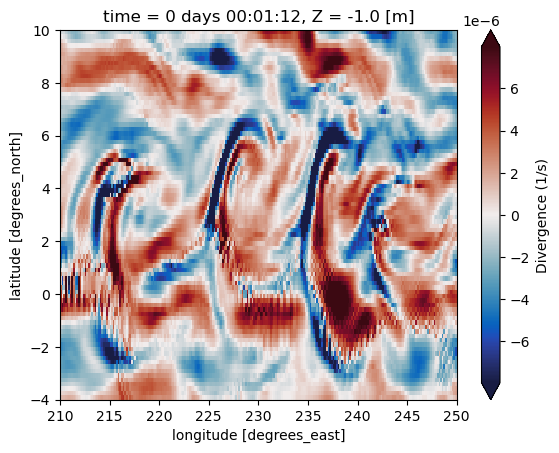 time = 0 days 00:01:12, Z = -1.0 [m]
1e−6
10
8
6
4
2
0
−2
−4
latitude [degrees_north]
210 215 220 225 230 235 240 245 250
longitude [degrees_east]
6
4
2
0
−2
−4
−6
Divergence (1/s)